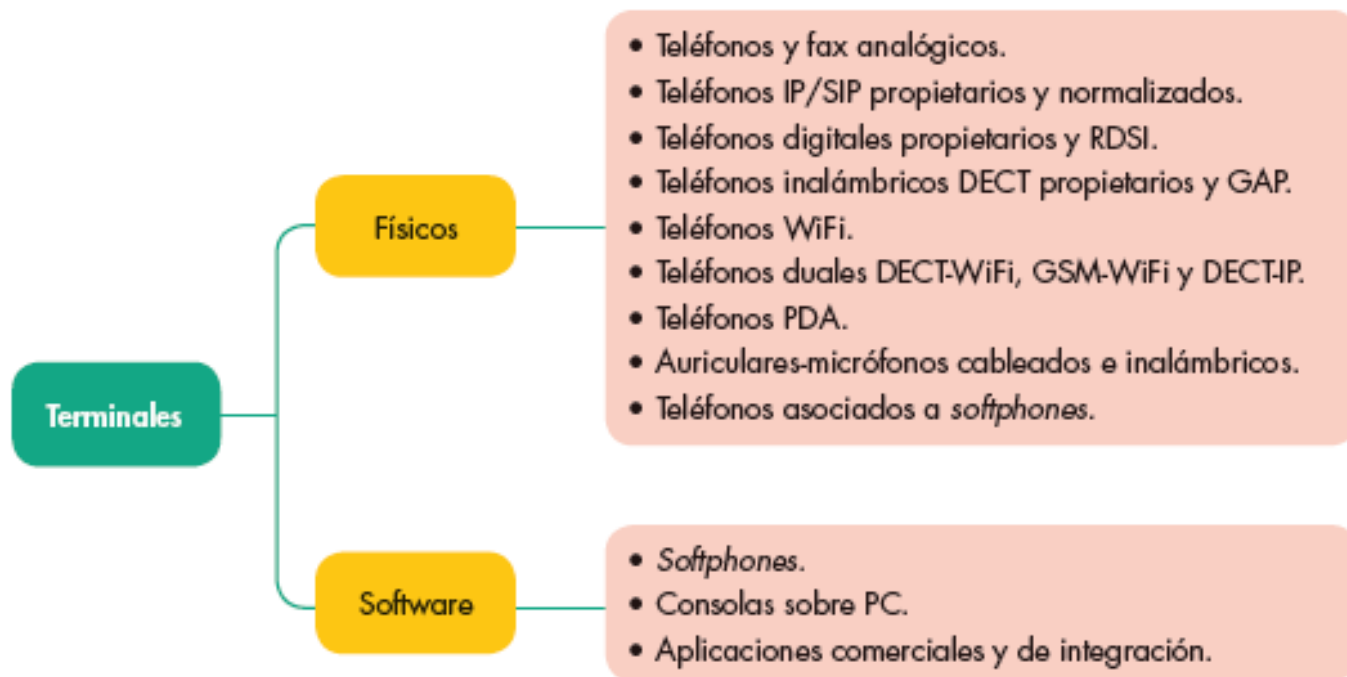 Terminales
Físicos
• Teléfonos y fax analógicos.
• Teléfonos IP/SIP propietarios y normalizados.
• Teléfonos digitales propietarios y RDSI.
• Teléfonos inalámbricos DECT propietarios y GAP.
• Teléfonos WiFi.
• Teléfonos duales DECT-WiFi, GSM-WiFi y DECT-IP.
• Teléfonos PDA.
• Auriculares-micrófonos cableados e inalámbricos.
• Teléfonos asociados a softphones.
Software
• Softphones.
• Consolas sobre PC.
• Aplicaciones comerciales y de integración.